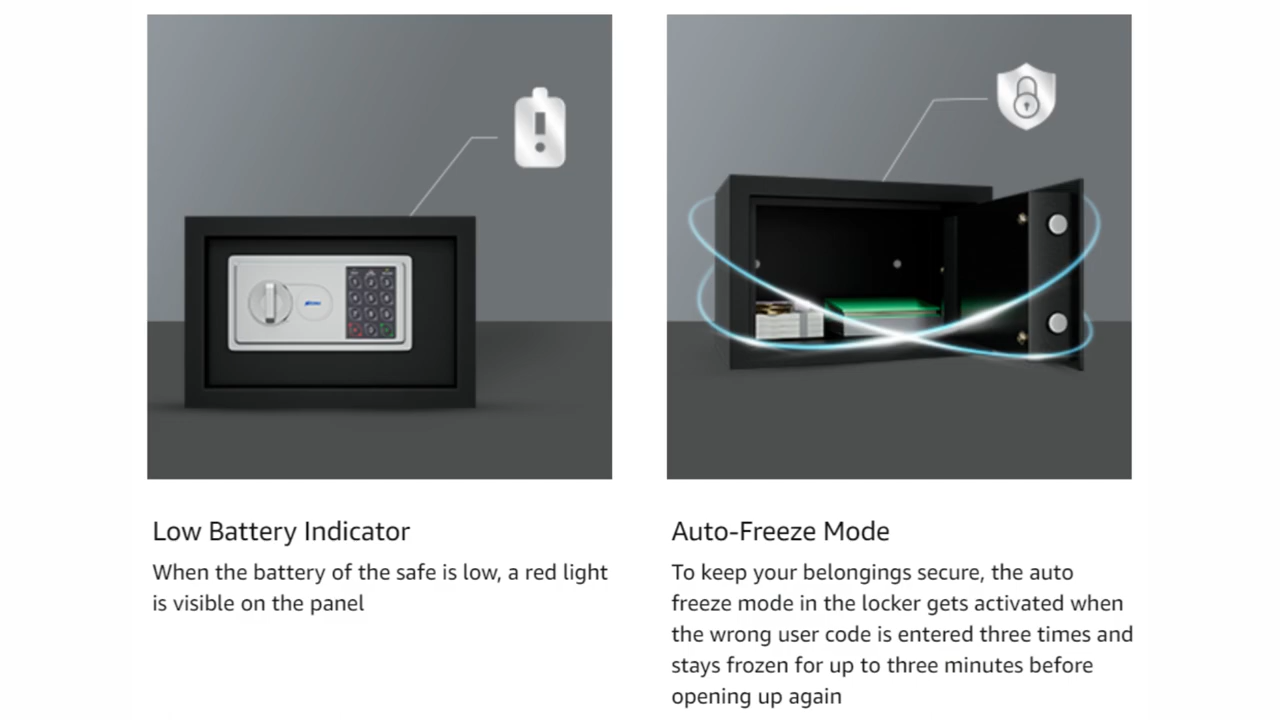 Low Battery Indicator
When the battery of the safe is low, a red light
is visible on the panel
Auto-Freeze Mode
To keep your belongings secure, the auto
freeze mode in the locker gets activated when
the wrong user code is entered three times and
stays frozen for up to three minutes before
opening up again